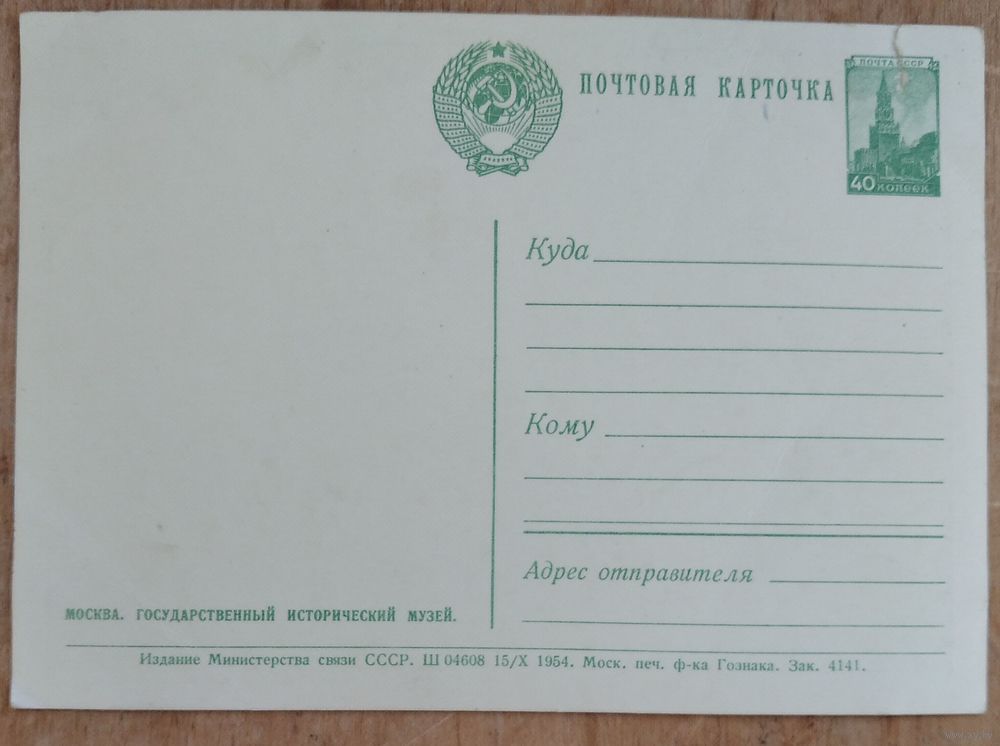 ПОЧТОВАЯ КАРТОЧКА
ПОЧТА СССР
40 копеек
Куда
Кому
Адрес отправителя
МОСКВА. ГОСУДАРСТВЕННЫЙ ИСТОРИЧЕСКИЙ МУЗЕЙ.
Издание Министерства связи СССР. Ш 04608 15/X 1954. Моск. печ. ф-ка Гознака. Зак. 4141.